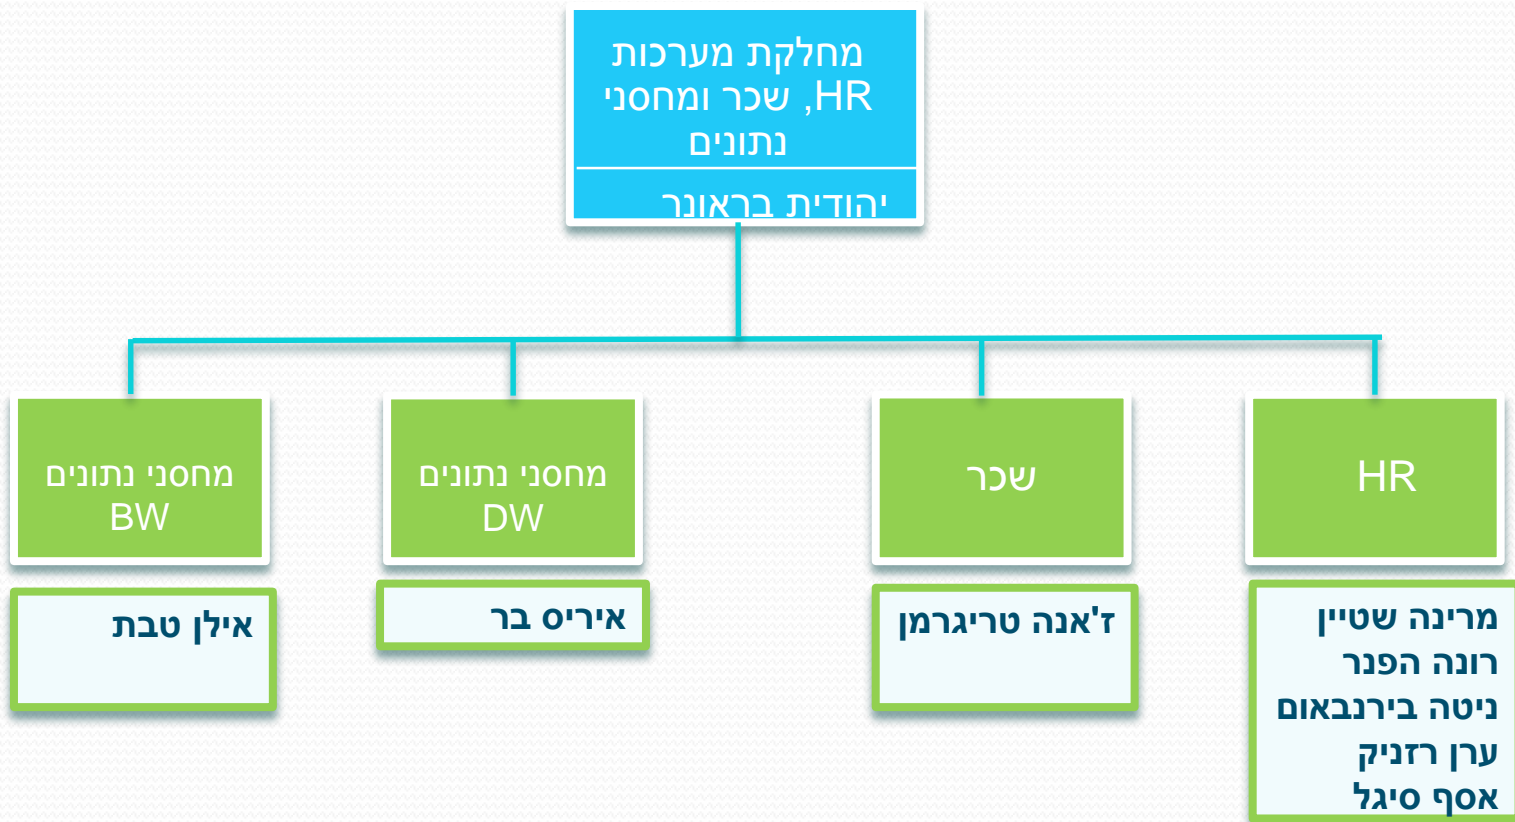 מחלקת מערכות
HR, שכר ומחסני
נתונים
יהודית בראונר
HR
שכר
מחסני נתונים
DW
מחסני נתונים
BW
מרינה שטיין
רונה הפנר
ניטה בירנבאום
ערן רזניק
אסף סיגל
ז'אנה טריגרמן
איריס בר
אילן טבת